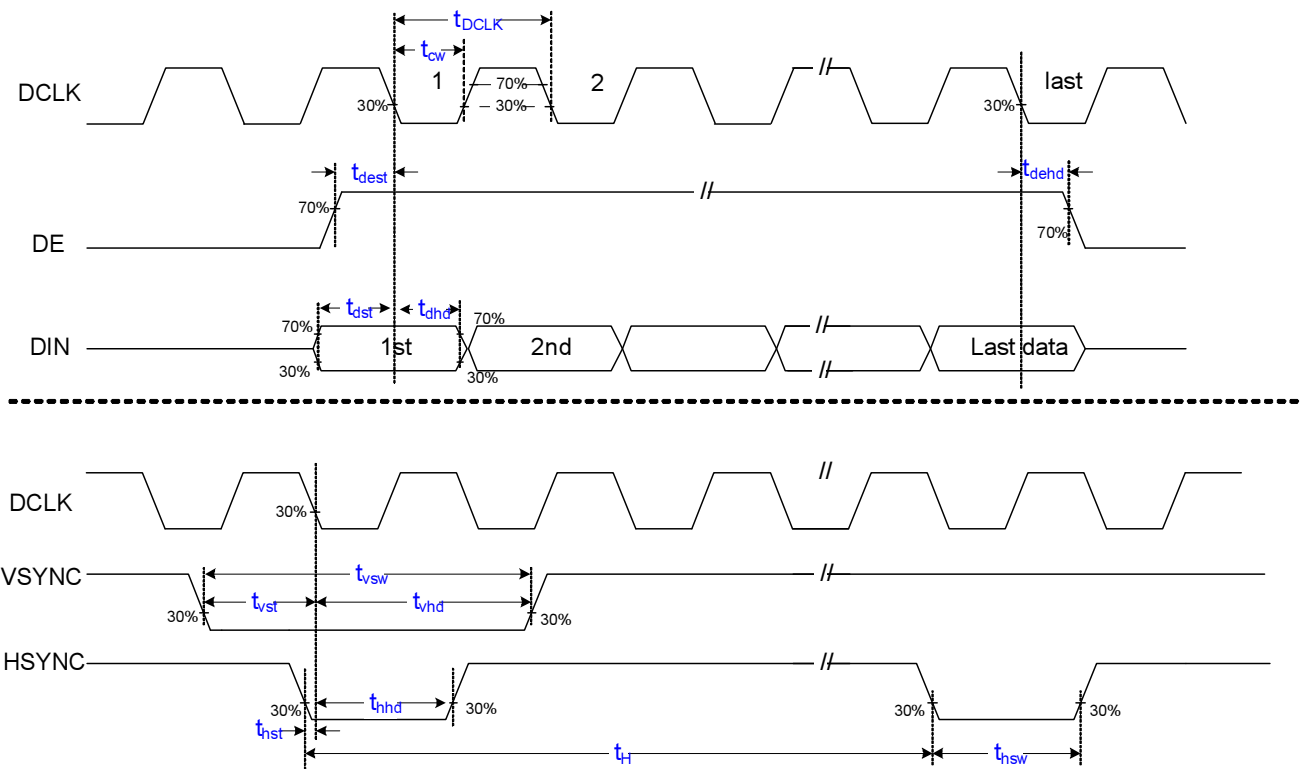 tDCLK
tcw
DCLK
1
2
last
70%
30%
30%
30%
tdest
tdehd
70%
70%
DE
tdst
tdhd
70%
70%
DIN
1st
2nd
Last data
30%
30%
DCLK
30%
VSYNC
tvsw
tvst
tvhd
30%
30%
HSYNC
thhd
30%
30%
30%
30%
thst
tH
thsw